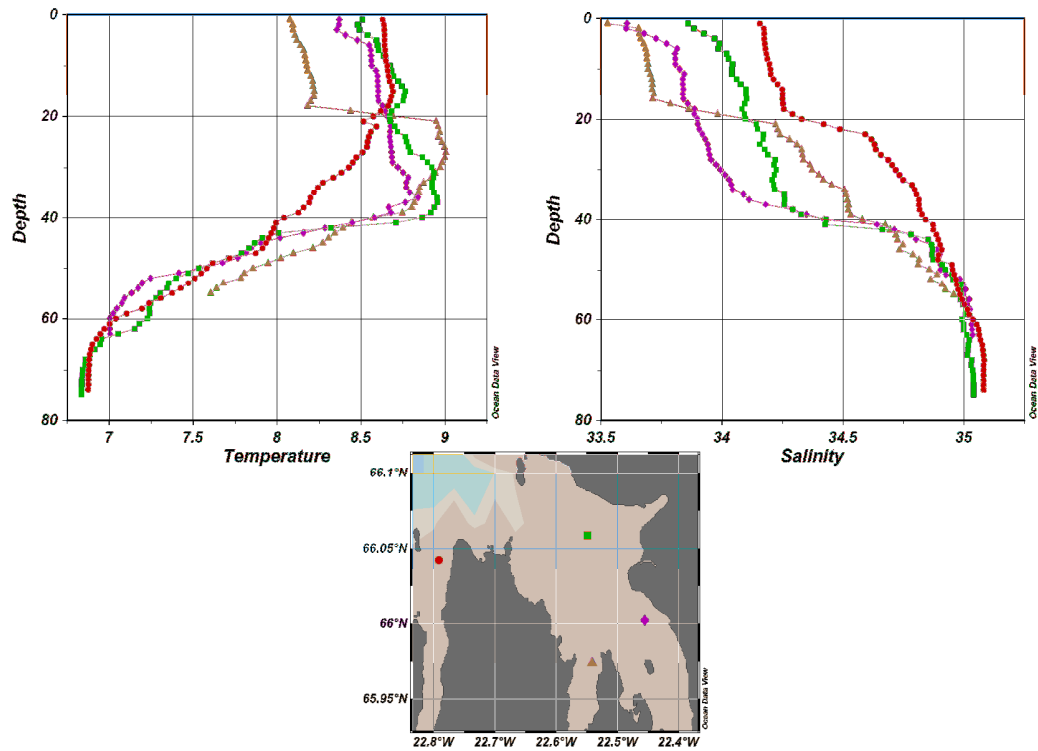 0
20
40
60
80
Depth
7
7.5
8
8.5
9
Temperature
Ocean Data View
0
20
40
60
80
Depth
33.5
34
34.5
35
Salinity
Ocean Data View
66.1°N
66.05°N
66°N
65.95°N
22.8°W
22.7°W
22.6°W
22.5°W
22.4°W
Ocean Data View